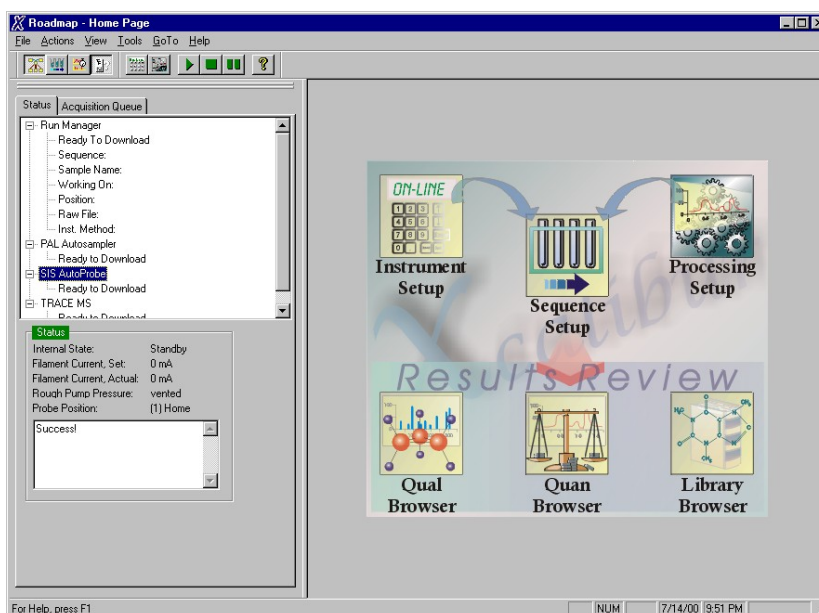 Roadmap - Home Page
File Actions View Tools GoTo Help
Status Acquisition Queue
Run Manager
Ready To Download
Sequence:
Sample Name:
Working On:
Position:
Raw File:
Inst. Method:
PAL Autosampler
Ready to Download
SIS AutoProbe
Ready to Download
TRACE MS
Ready to Download
Status
Internal State: Standby
Filament Current, Set: 0 mA
Filament Current, Actual: 0 mA
Rough Pump Pressure: vented
Probe Position: (1) Home
Success!
ON-LINE
Instrument
Setup
Sequence
Setup
Processing
Setup
Xcalibur
Results Review
Qual
Browser
Quan
Browser
Library
Browser
For Help, press F1
NUM
7/14/00 9:51 PM